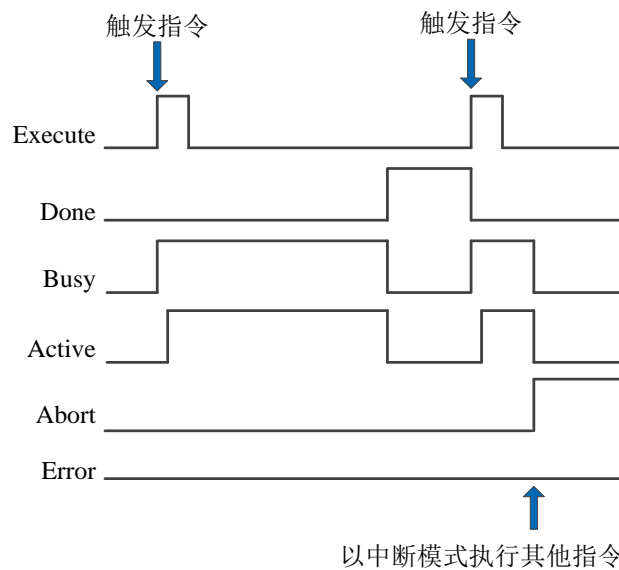 触发指令 触发指令
Execute
Done
Busy
Active
Abort
Error
以中断模式执行其他指令